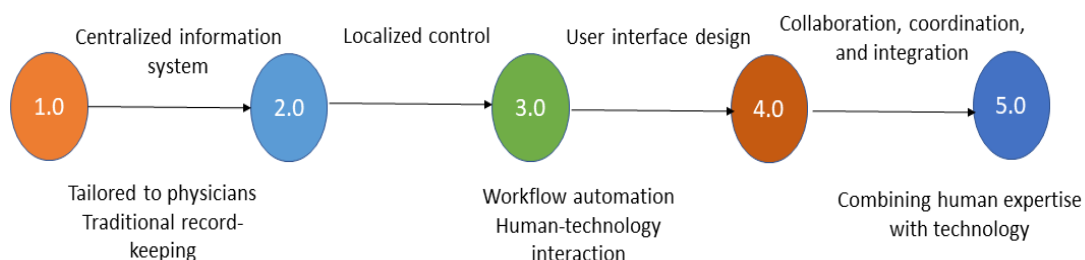 Centralized information
system
Localized control
User interface design
Collaboration, coordination,
and integration
1.0
2.0
3.0
4.0
5.0
Tailored to physicians
Traditional record-
keeping
Workflow automation
Human-technology
interaction
Combining human expertise
with technology